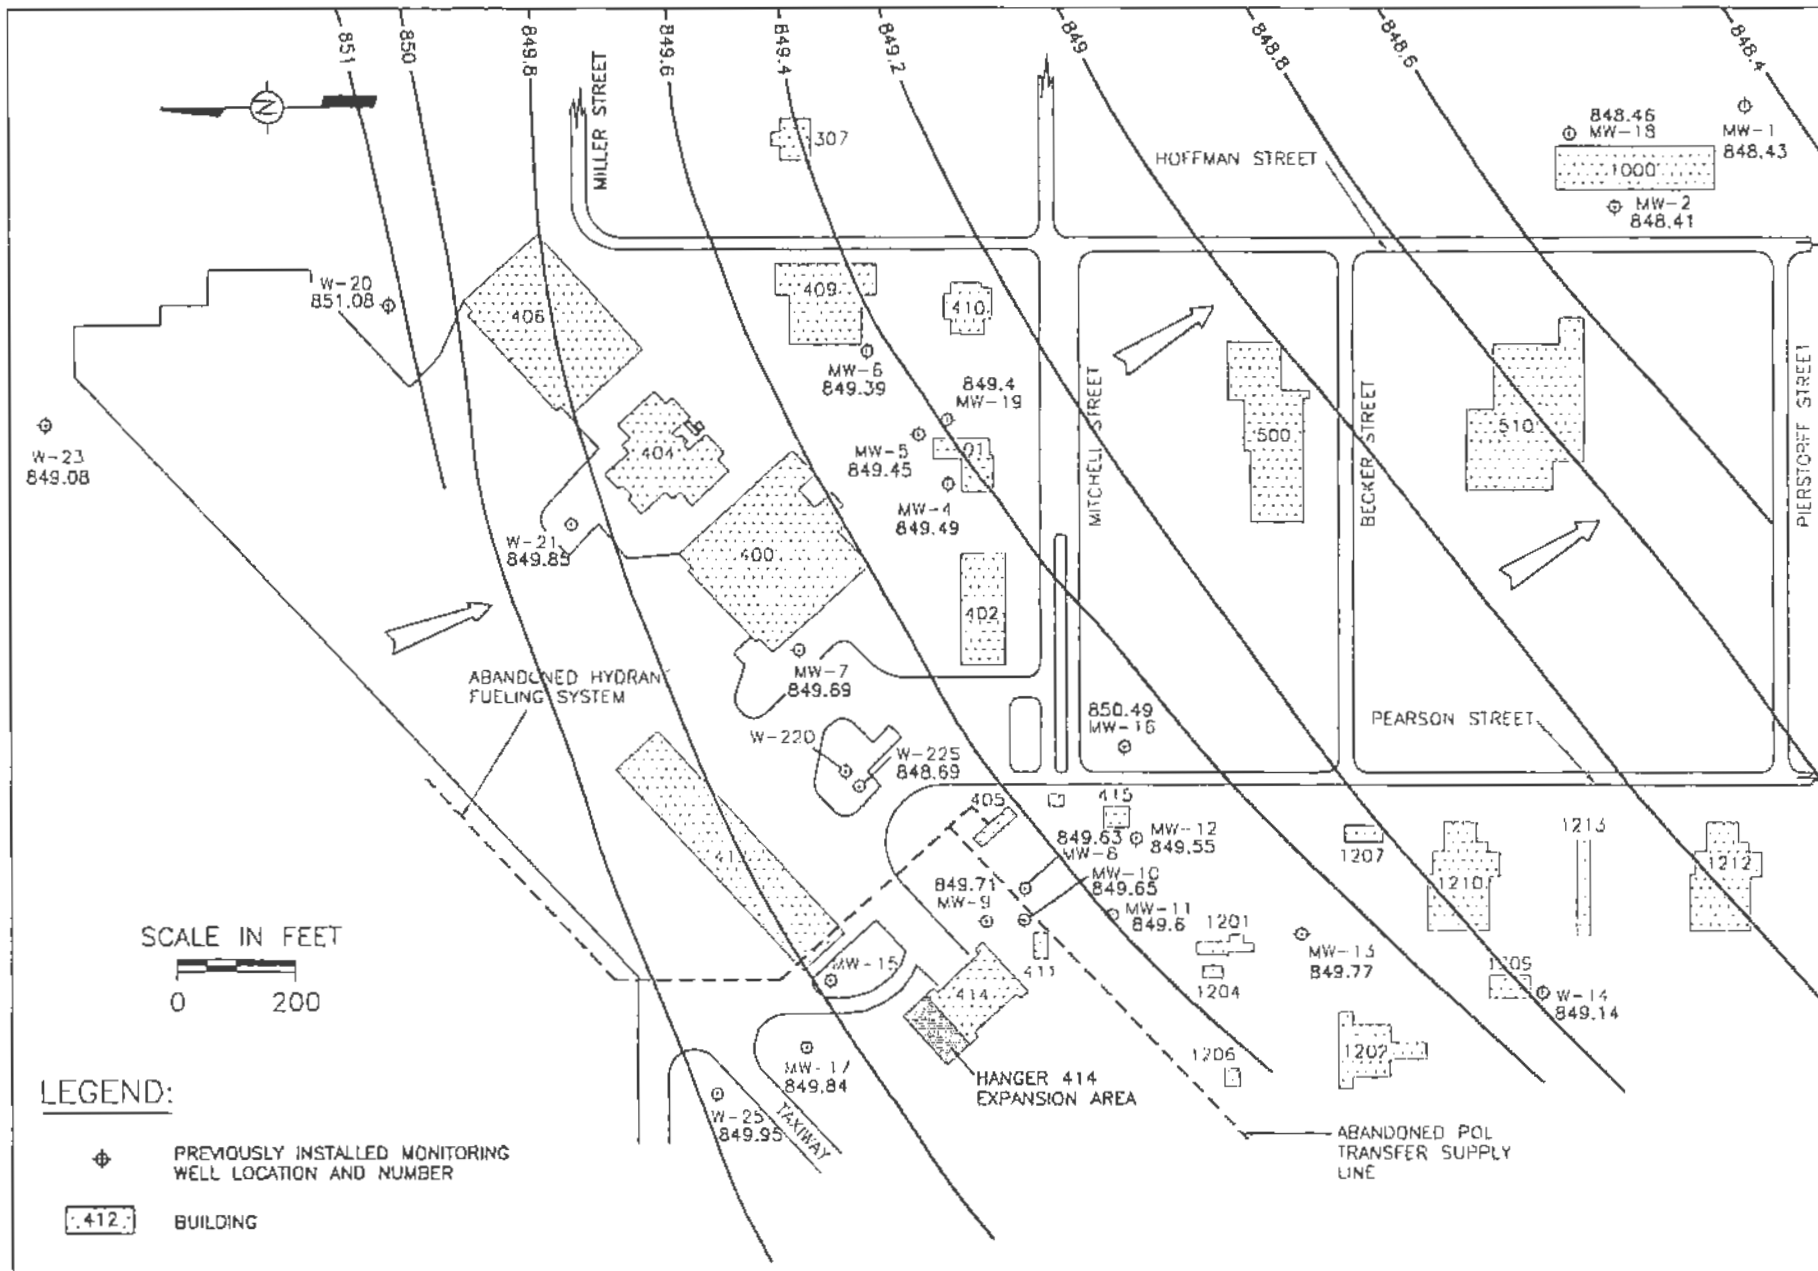 851
850
849.8
849.6
849.4
849.2
849
848.8
848.6
848.4
N
MILLER STREET
307
HOFFMAN STREET
848.46
MW-18
MW-1
848.43
1000
MW-2
848.41
W-20
851.08
406
409
410
MW-6
849.39
849.4
MW-19
W-23
849.08
404
MW-5
849.45
MW-4
849.49
MITCHELL STREET
500
BECKER STREET
510
PIERSTORFF STREET
W-21
849.85
400
402
ABANDONED HYDRAN
FUELING SYSTEM
MW-7
849.69
850.49
MW-16
PEARSON STREET
W-22D
W-22S
848.69
405
415
849.63
MW-8
MW-12
849.55
1207
1210
1213
1212
MW-10
849.65
849.71
MW-9
MW-11
849.6
1201
MW-13
849.77
SCALE IN FEET
0 200
MW-15
411
414
1204
1209
W-14
849.14
MW-17
849.84
HANGER 414
EXPANSION AREA
1206
1202
W-25
849.95
TAXIWAY
ABANDONED POL
TRANSFER SUPPLY
LINE
LEGEND:
PREVIOUSLY INSTALLED MONITORING
WELL LOCATION AND NUMBER
412
BUILDING